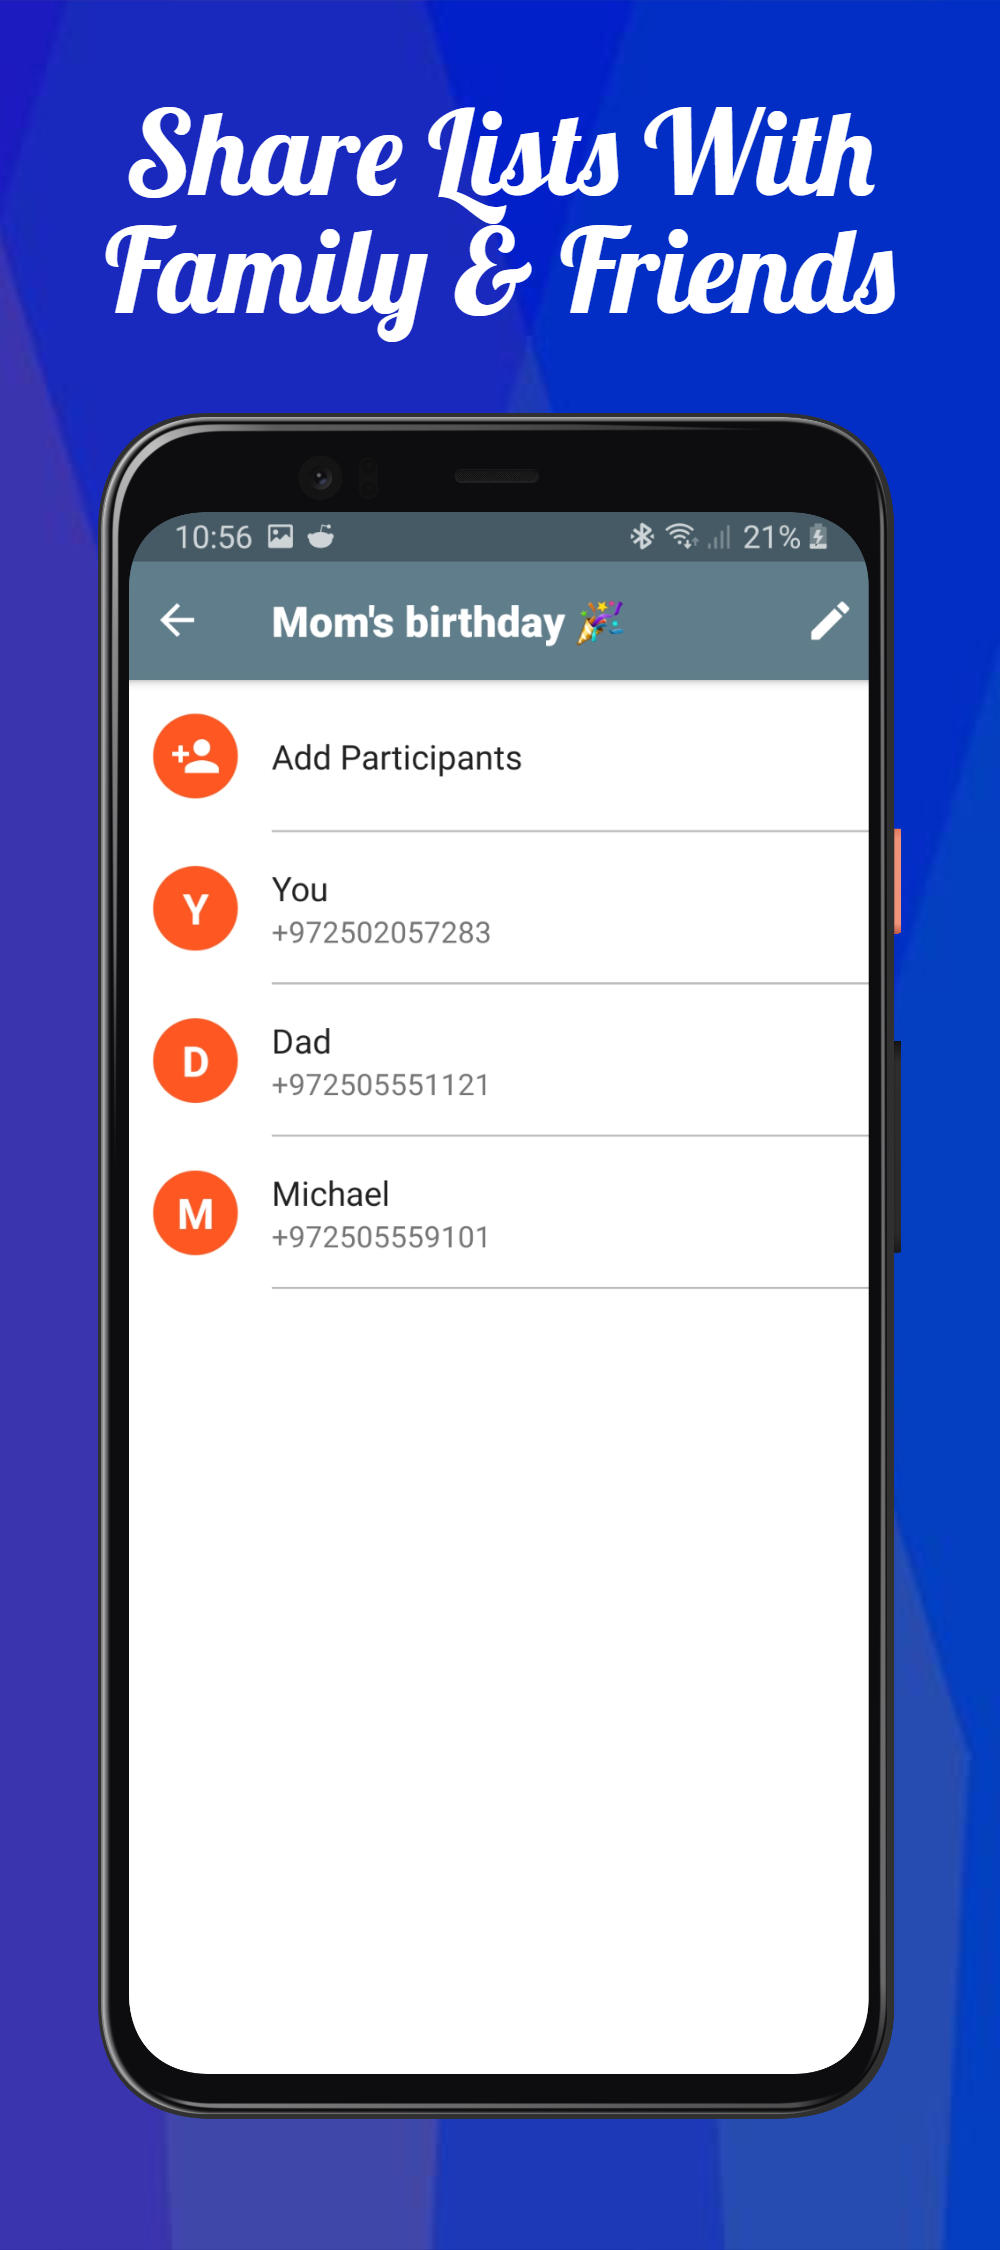 Share Lists With
Family & Friends
10:56 21%
Mom's birthday 🎉
Add Participants
Y You
+972502057283
D Dad
+972505551121
M Michael
+972505559101